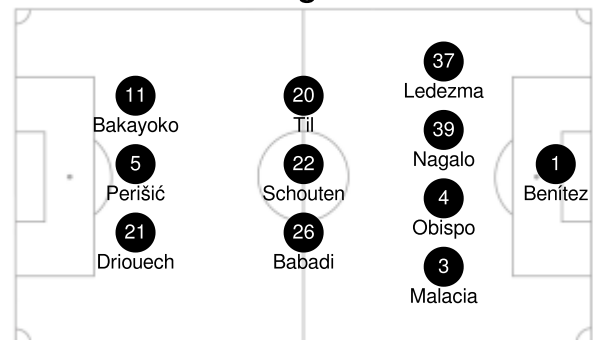 11
Bakayoko
5
Perišić
21
Driouech
20
Til
22
Schouten
26
Babadi
37
Ledezma
39
Nagalo
4
Obispo
3
Malacia
1
Benítez